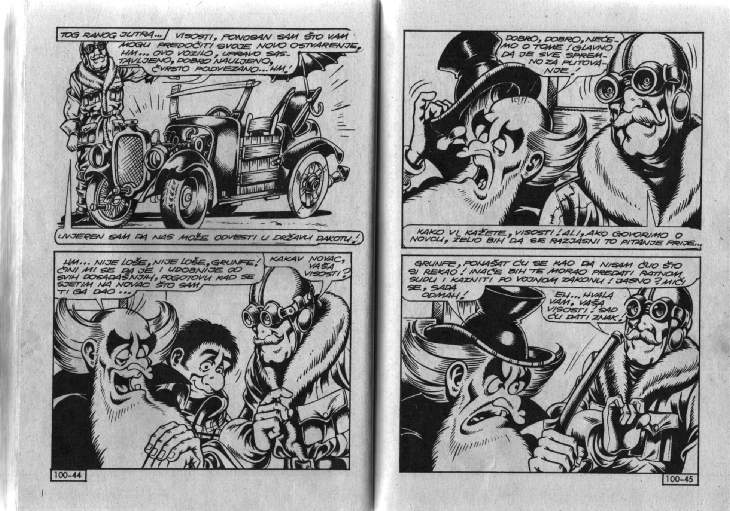 TOG RANOG JUTRA... VISOSTI, PONOSAN SAM ŠTO VAM
MOGU PREDOČITI SVOJE NOVO OSTVARENJE,
HM... OVO VOZILO, UPRAVO SAS-
TAVLJENO, DOBRO NAULJENO,
ČVRSTO PODVEZANO... HM!
UVJEREN SAM DA NAS MOŽE ODVESTI U DRŽAVU DAKOTU!
HM... NIJE LOŠE, NIJE LOŠE, GRUNFE!
ČINI MI SE DA JE I UDOBNIJE OD
SVIH DOSADAŠNJIH, POGOTOVU KAD SE
SJETIM NA NOVAC ŠTO SAM
TI GA DAO...
KAKAV NOVAC,
VAŠA
VISOSTI?
100-44
DOBRO, DOBRO, NEĆE-
MO O TOME! GLAVNO
DA JE SVE SPREM-
NO ZA PUTOVA-
NJE!
KAKO VI KAŽETE, VISOSTI! ALI, AKO GOVORIMO O
NOVCU, ŽELIO BIH DA SE RAZJASNI TO PITANJE PRIJE...
GRUNFE, PONAŠAT ĆU SE KAO DA NISAM ČUO ŠTO
SI REKAO! INAČE BIH TE MORAO PREDATI RATNOM
SUDU I KAZNITI PO VOJNOM ZAKONU! JASNO? MIČI
SE, SADA
ODMAH!
EH... HVALA
VAM, VAŠA
VISOSTI! SAD
ĆU DATI ZNAK!
100-45